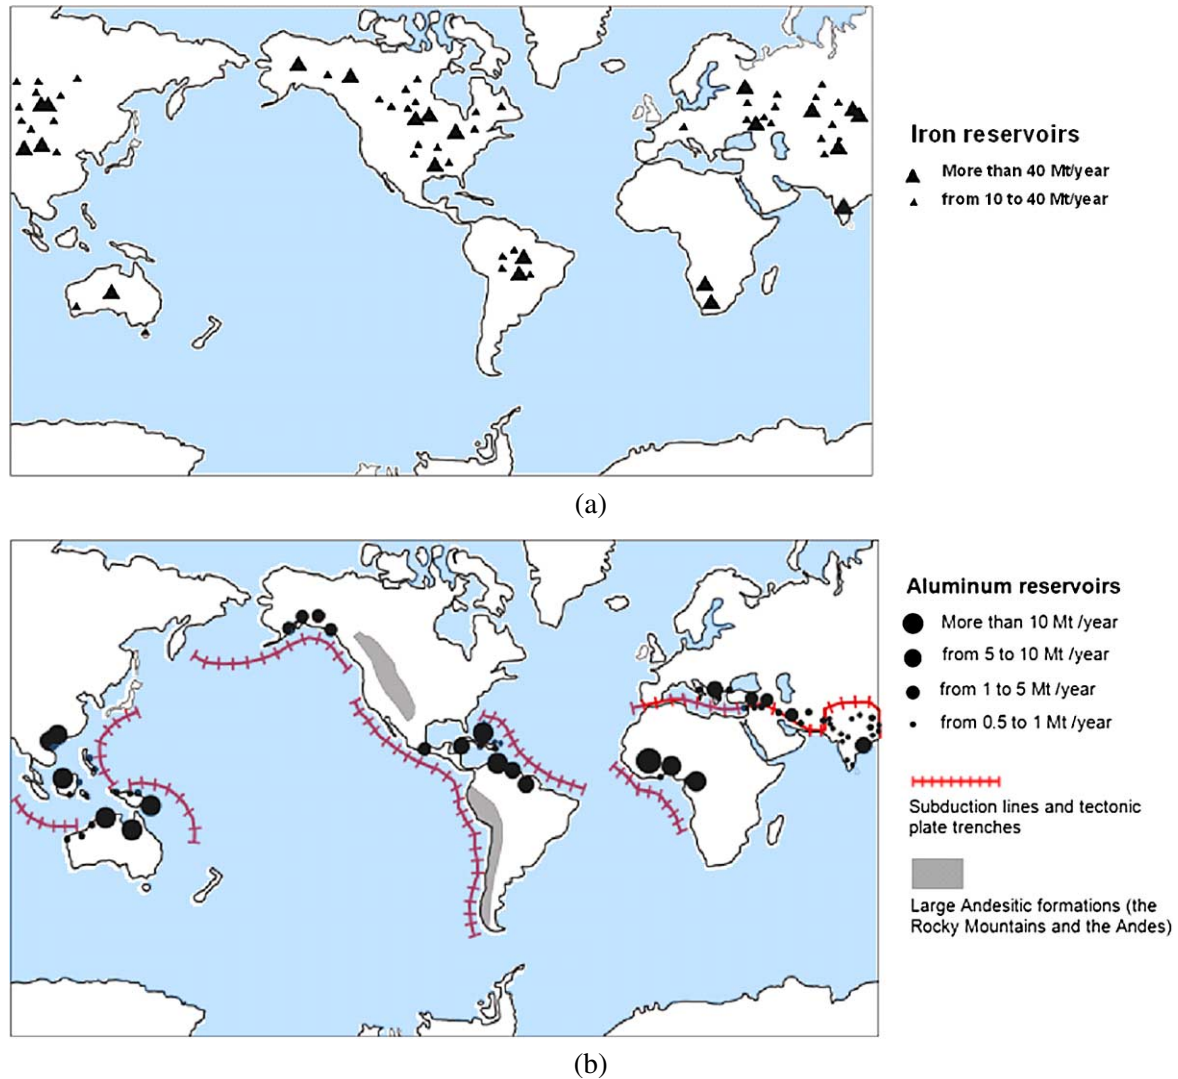 Iron reservoirs
More than 40 Mt/year
from 10 to 40 Mt/year
(a)
Aluminum reservoirs
More than 10 Mt /year
from 5 to 10 Mt /year
from 1 to 5 Mt /year
from 0.5 to 1 Mt /year
Subduction lines and tectonic
plate trenches
Large Andesitic formations (the
Rocky Mountains and the Andes)
(b)